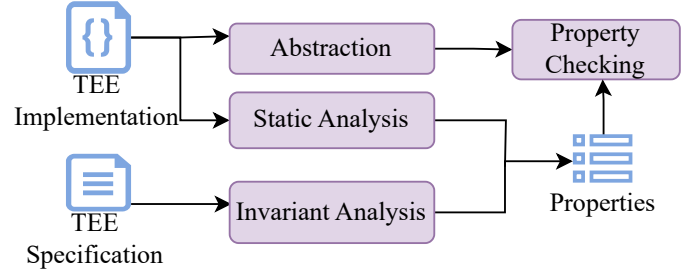 {}
TEE
Implementation
Abstraction
Property
Checking
Static Analysis
TEE
Specification
Invariant Analysis
Properties